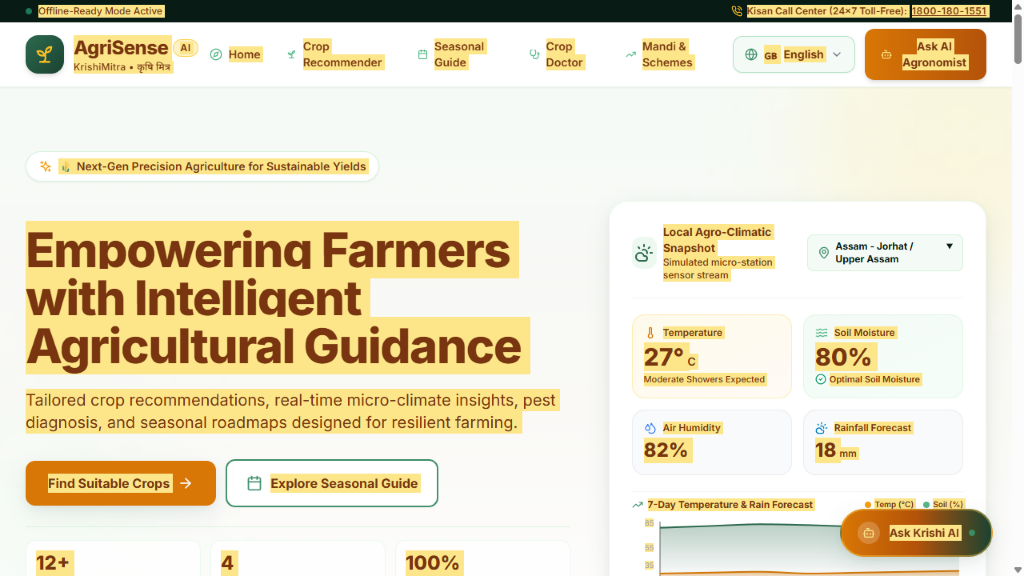 Offline-Ready Mode Active
Kisan Call Center (24×7 Toll-Free): 1800-180-1551
AgriSense AI
KrishiMitra • कृषि मित्र
Home
Crop Recommender
Seasonal Guide
Crop Doctor
Mandi & Schemes
GB English
Ask AI Agronomist
Next-Gen Precision Agriculture for Sustainable Yields
Empowering Farmers
with Intelligent
Agricultural Guidance
Tailored crop recommendations, real-time micro-climate insights, pest
diagnosis, and seasonal roadmaps designed for resilient farming.
Find Suitable Crops
Explore Seasonal Guide
12+
4
100%
Local Agro-Climatic
Snapshot
Simulated micro-station
sensor stream
Assam - Jorhat /
Upper Assam
Temperature
27° C
Moderate Showers Expected
Soil Moisture
80%
Optimal Soil Moisture
Air Humidity
82%
Rainfall Forecast
18 mm
7-Day Temperature & Rain Forecast
Temp (°C)
Soil (%)
85
55
35
Ask Krishi AI